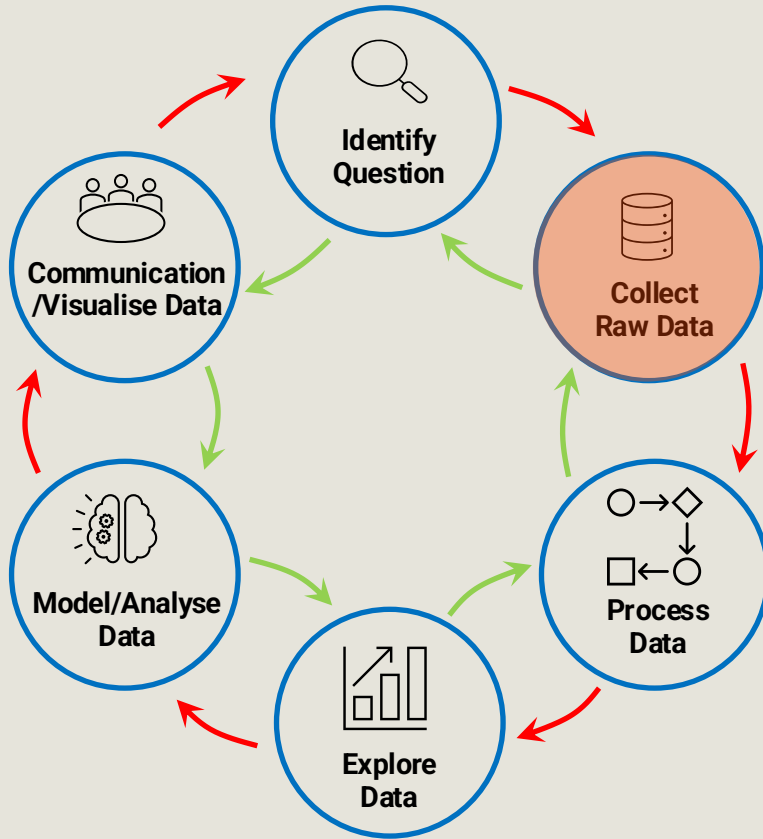 Identify
Question
Collect
Raw Data
Process
Data
Explore
Data
Model/Analyse
Data
Communication
/Visualise Data